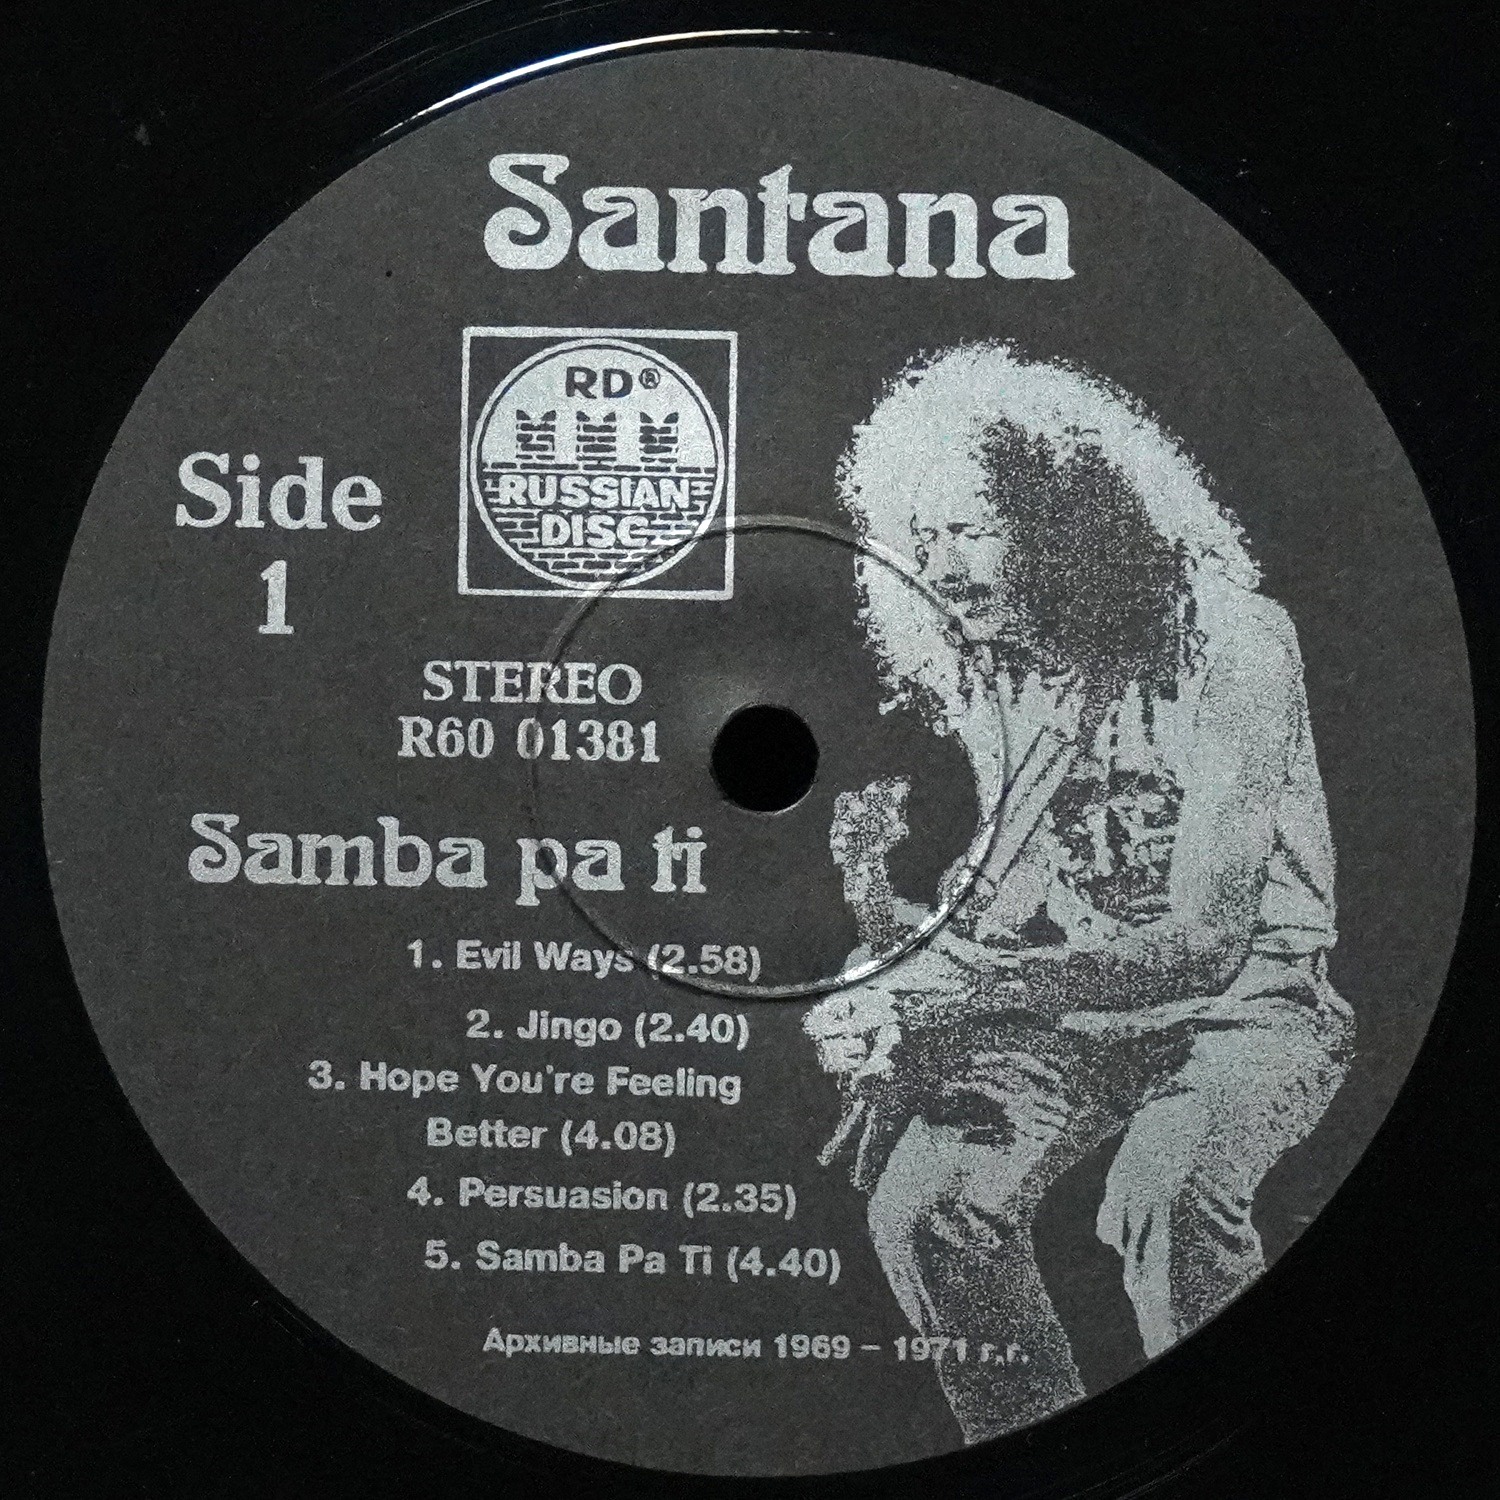 Santana
RD®
RUSSIAN
DISC
Side
1
STEREO
R60 01381
Samba pa ti
1. Evil Ways (2.58)
2. Jingo (2.40)
3. Hope You're Feeling
Better (4.08)
4. Persuasion (2.35)
5. Samba Pa Ti (4.40)
Архивные записи 1969 – 1971 г.г.